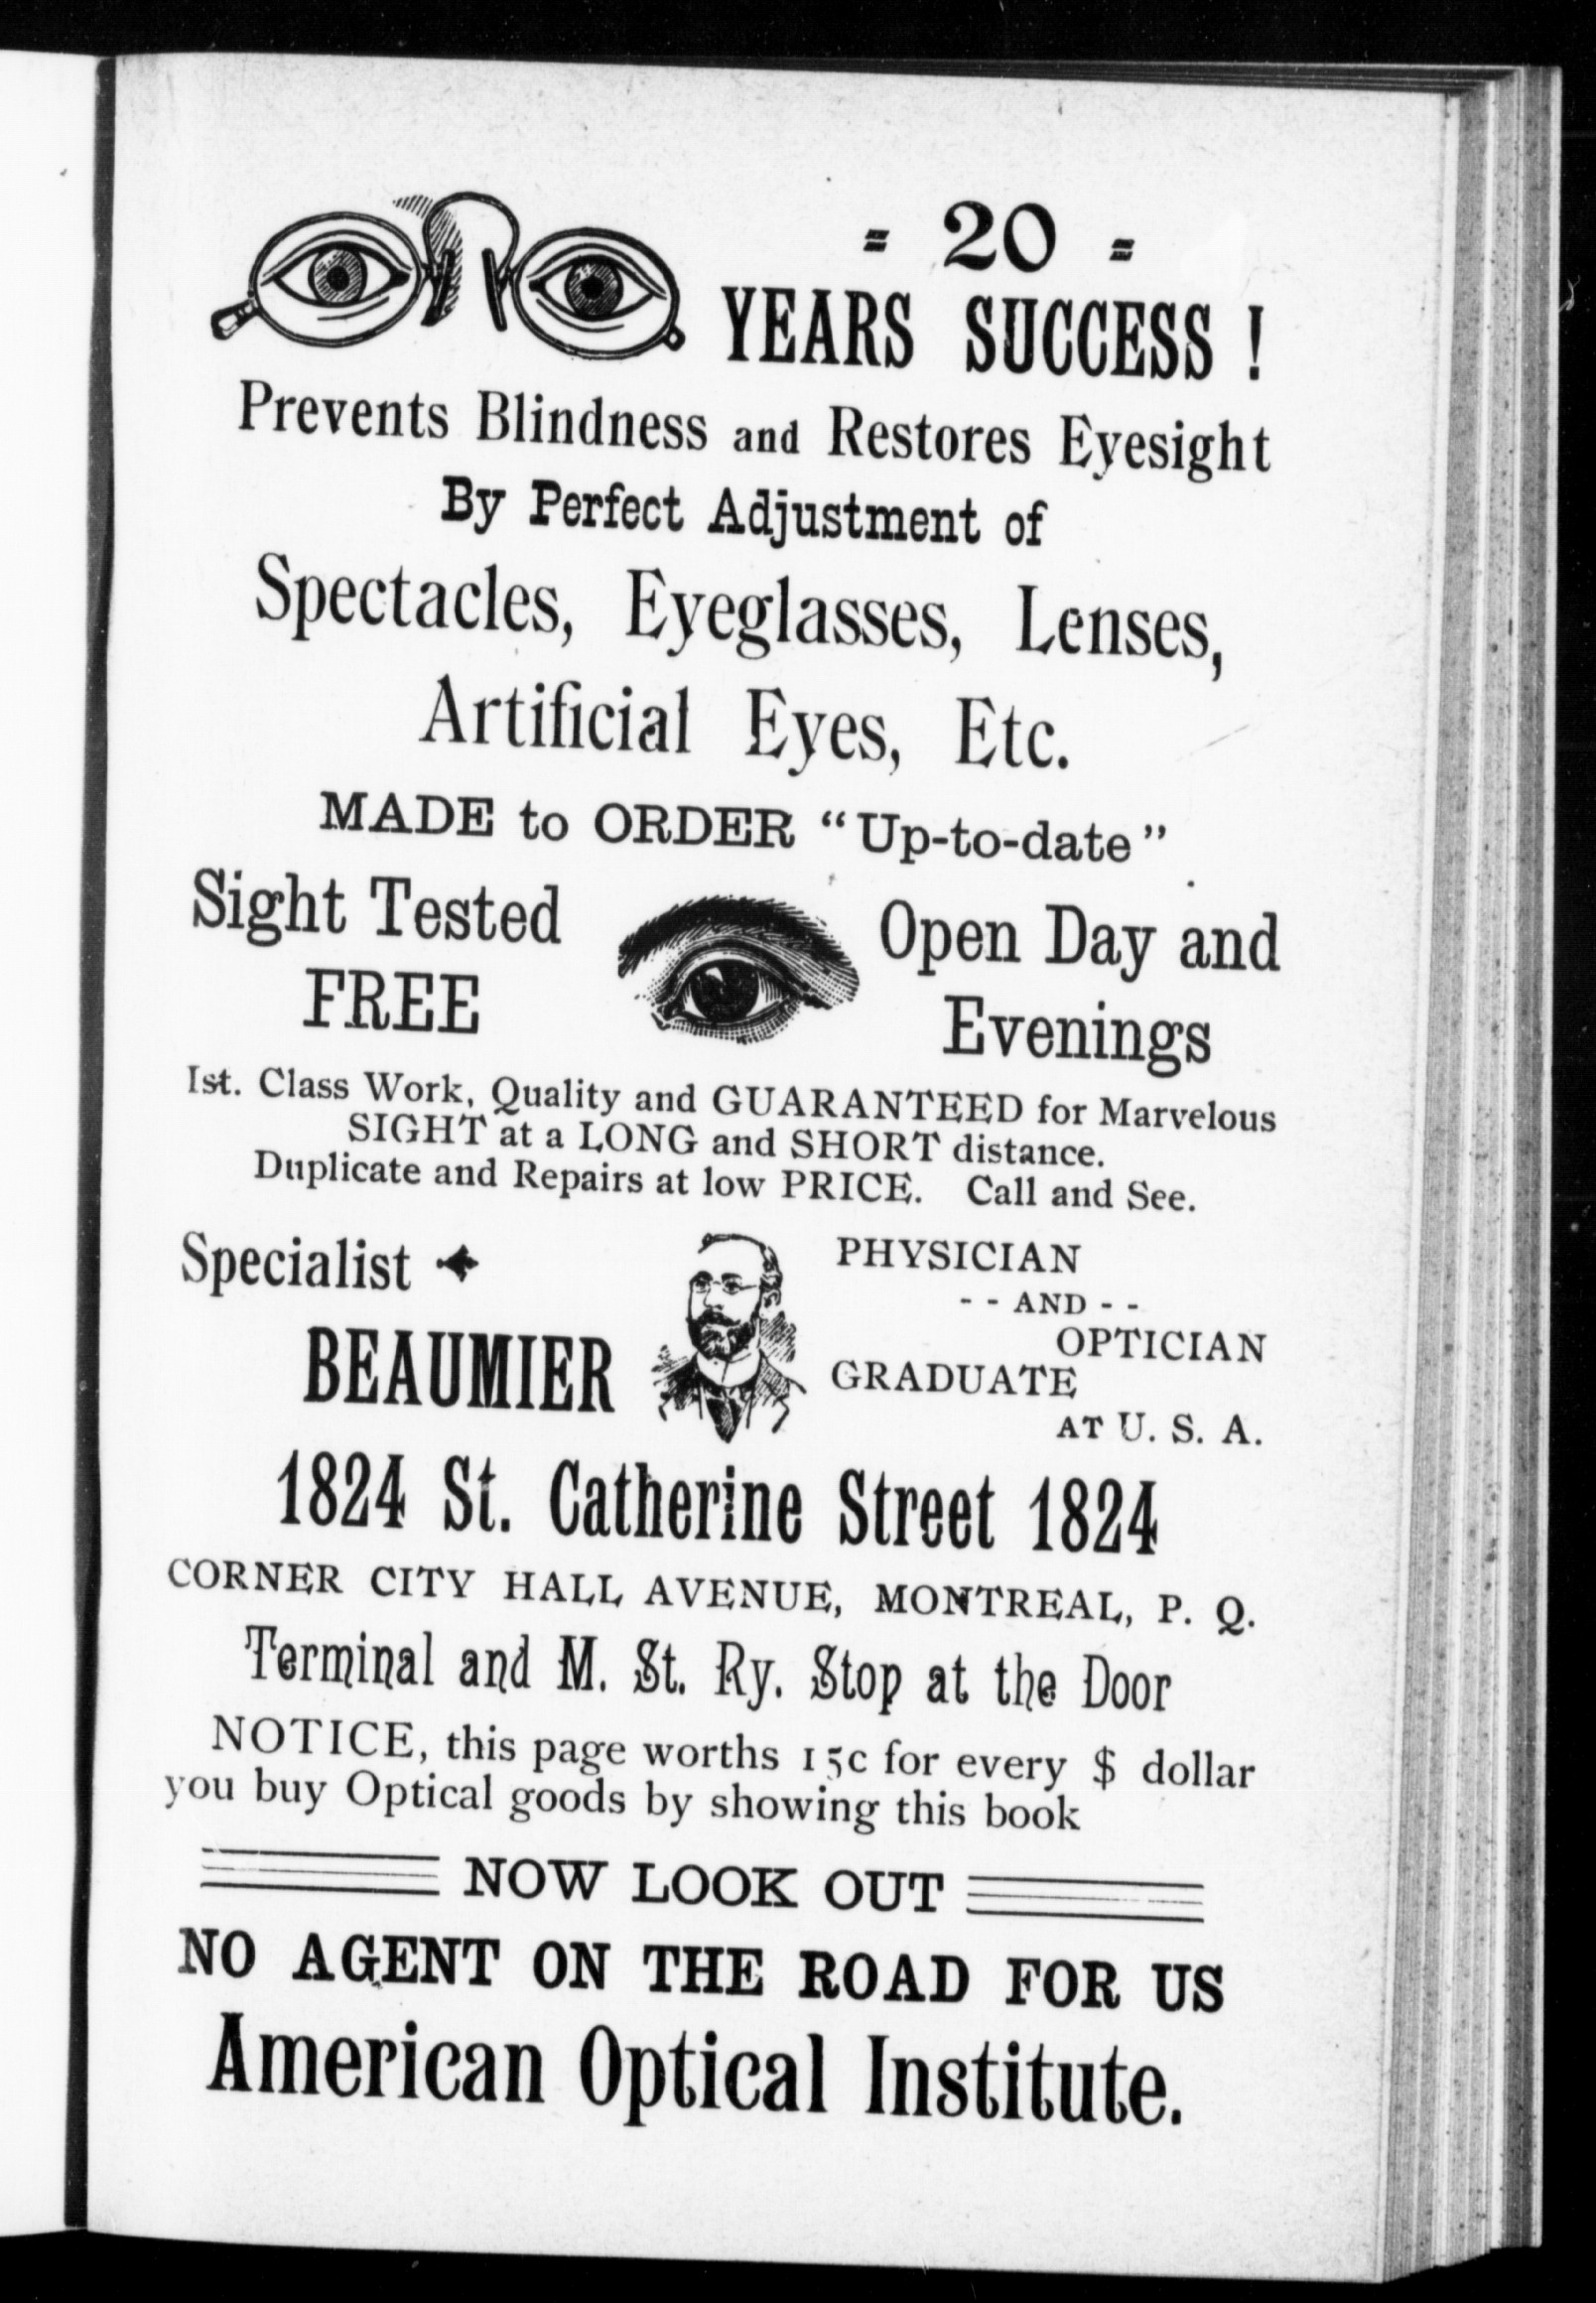 = 20 =
YEARS SUCCESS !
Prevents Blindness and Restores Eyesight
By Perfect Adjustment of
Spectacles, Eyeglasses, Lenses,
Artificial Eyes, Etc.
MADE to ORDER "Up-to-date"
Sight Tested
FREE
Open Day and
Evenings
1st. Class Work, Quality and GUARANTEED for Marvelous
SIGHT at a LONG and SHORT distance.
Duplicate and Repairs at low PRICE. Call and See.
Specialist
BEAUMIER
PHYSICIAN
- - AND - -
OPTICIAN
GRADUATE
AT U. S. A.
1824 St. Catherine Street 1824
CORNER CITY HALL AVENUE, MONTREAL, P. Q.
Terminal and M. St. Ry. Stop at the Door
NOTICE, this page worths 15c for every $ dollar
you buy Optical goods by showing this book
NOW LOOK OUT
NO AGENT ON THE ROAD FOR US
American Optical Institute.